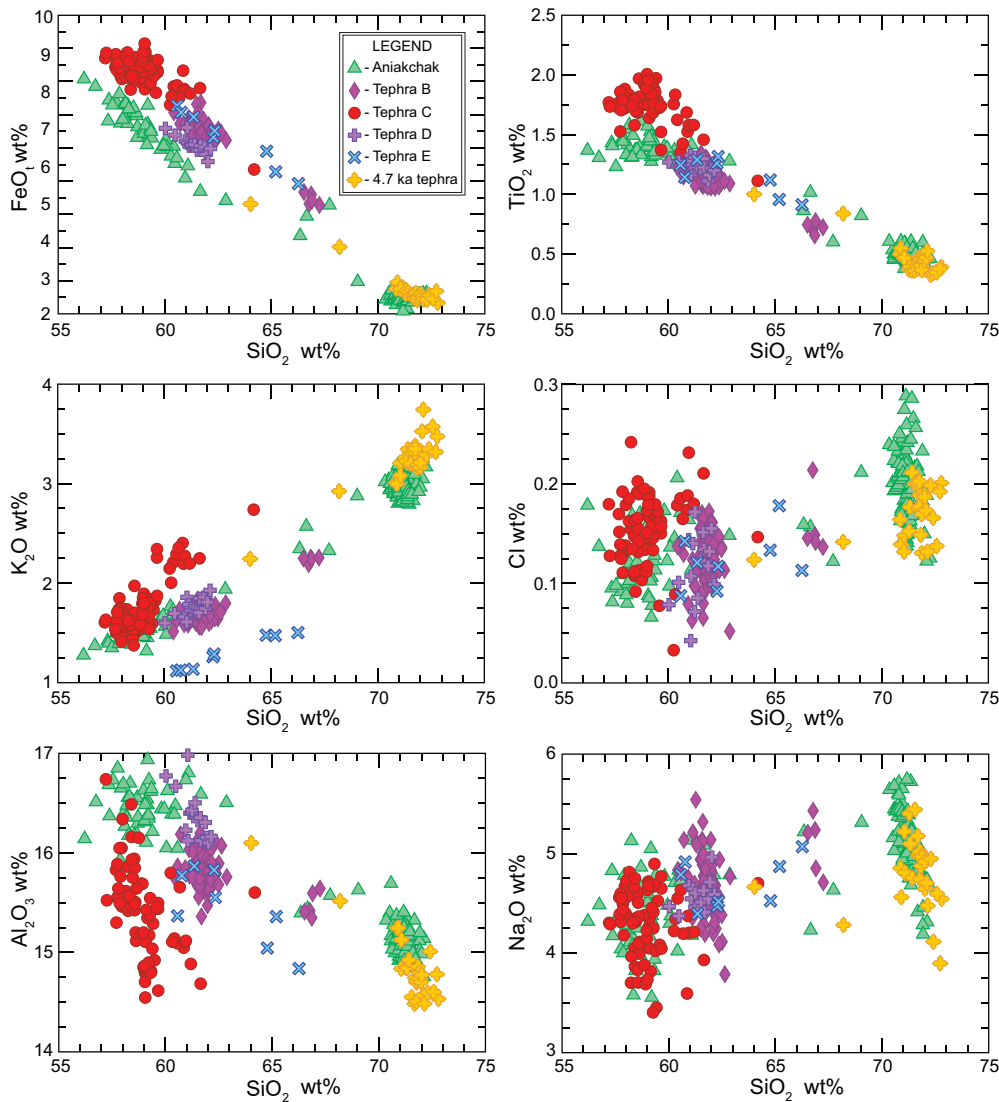 10
9
8
7
6
5
4
3
2
FeOt wt%
55 60 65 70 75
SiO2 wt%
LEGEND
- Aniakchak
- Tephra B
- Tephra C
- Tephra D
- Tephra E
- 4.7 ka tephra
2.5
2.0
1.5
1.0
0.5
0.0
TiO2 wt%
55 60 65 70 75
SiO2 wt%
4
3
2
1
K2O wt%
55 60 65 70 75
SiO2 wt%
0.3
0.2
0.1
0.0
Cl wt%
55 60 65 70 75
SiO2 wt%
17
16
15
14
Al2O3 wt%
55 60 65 70 75
SiO2 wt%
6
5
4
3
Na2O wt%
55 60 65 70 75
SiO2 wt%